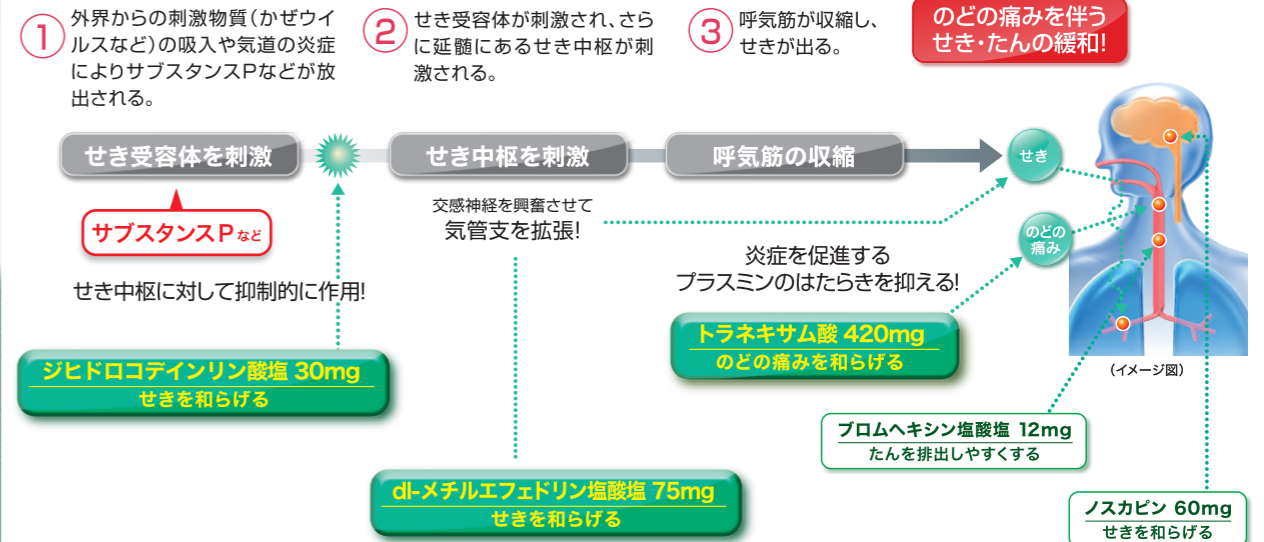 ①
外界からの刺激物質(かぜウイ
ルスなど)の吸入や気道の炎症
によりサブスタンスPなどが放
出される。
②
せき受容体が刺激され、さら
に延髄にあるせき中枢が刺
激される。
③
呼気筋が収縮し、
せきが出る。
のどの痛みを伴う
せき・たんの緩和!
せき受容体を刺激
せき中枢を刺激
呼気筋の収縮
せき
サブスタンスPなど
交感神経を興奮させて
気管支を拡張!
のどの
痛み
せき中枢に対して抑制的に作用!
炎症を促進する
プラスミンのはたらきを抑える!
トラネキサム酸 420mg
のどの痛みを和らげる
(イメージ図)
ジヒドロコデインリン酸塩 30mg
せきを和らげる
ブロムヘキシン塩酸塩 12mg
たんを排出しやすくする
dl-メチルエフェドリン塩酸塩 75mg
せきを和らげる
ノスカピン 60mg
せきを和らげる